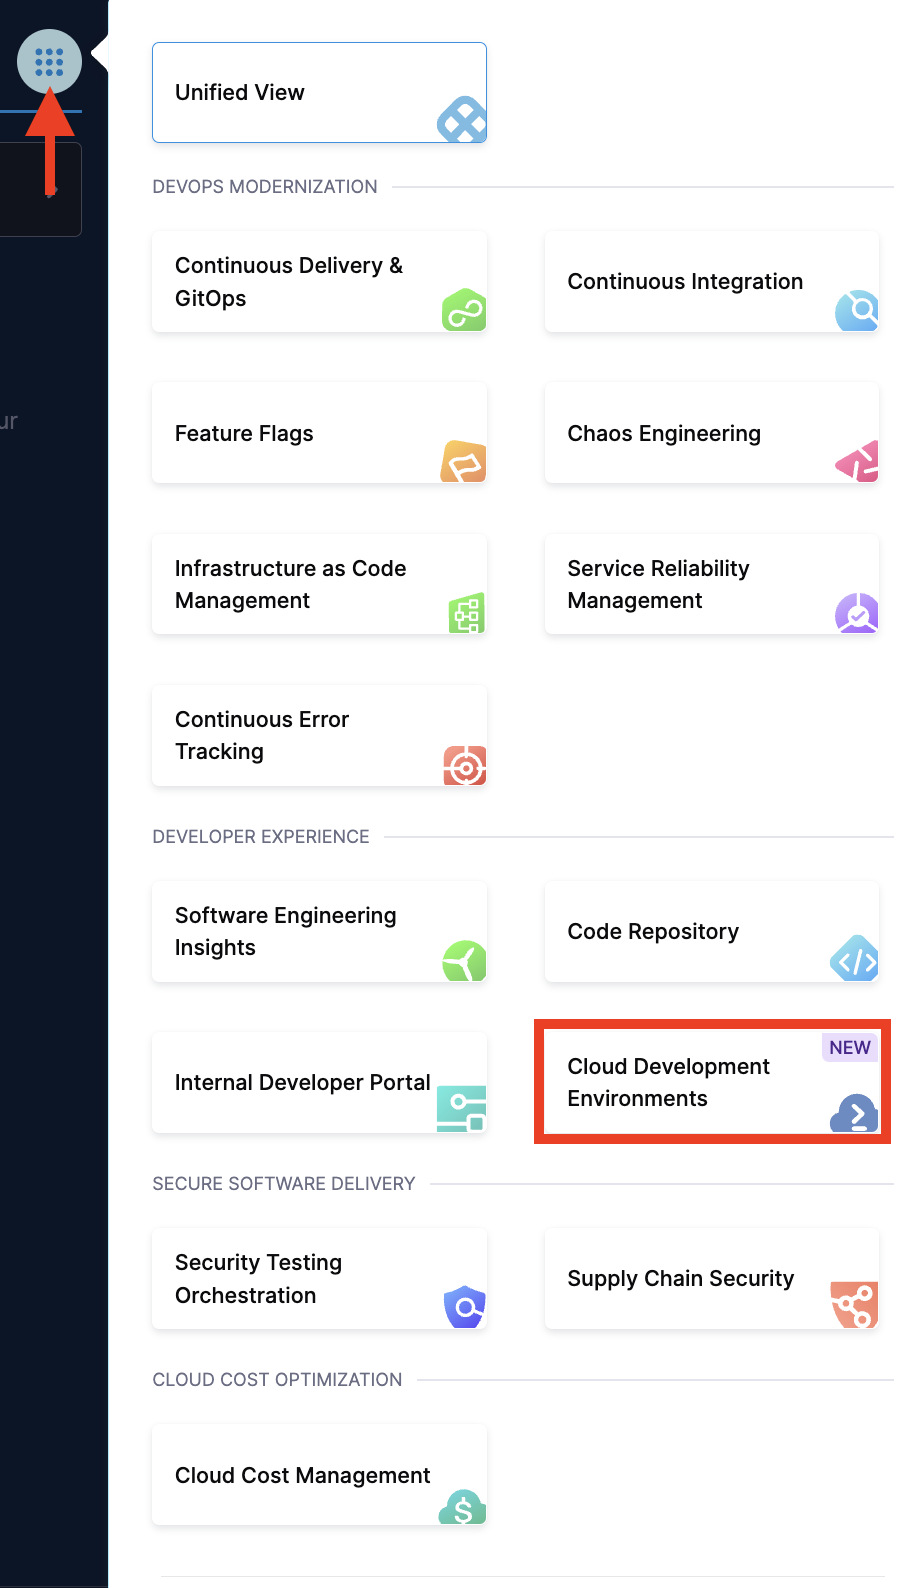 Unified View
DEVOPS MODERNIZATION
Continuous Delivery &
GitOps
Continuous Integration
Feature Flags
Chaos Engineering
ur
Infrastructure as Code
Management
Service Reliability
Management
Continuous Error
Tracking
DEVELOPER EXPERIENCE
Software Engineering
Insights
Code Repository
Internal Developer Portal
NEW
Cloud Development
Environments
SECURE SOFTWARE DELIVERY
Security Testing
Orchestration
Supply Chain Security
CLOUD COST OPTIMIZATION
Cloud Cost Management